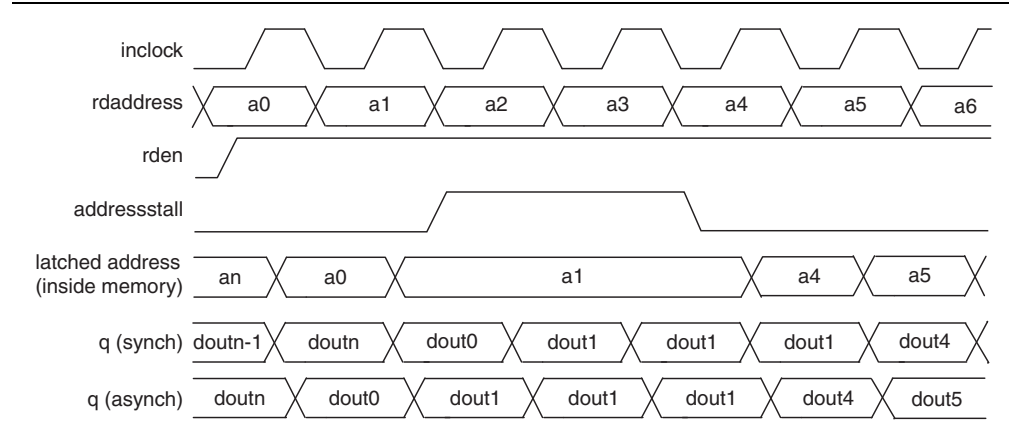 inclock
rdaddress a0 a1 a2 a3 a4 a5 a6
rden
addressstall
latched address
(inside memory) an a0 a1 a4 a5
q (synch) doutn-1 doutn dout0 dout1 dout1 dout1 dout4
q (asynch) doutn dout0 dout1 dout1 dout1 dout4 dout5